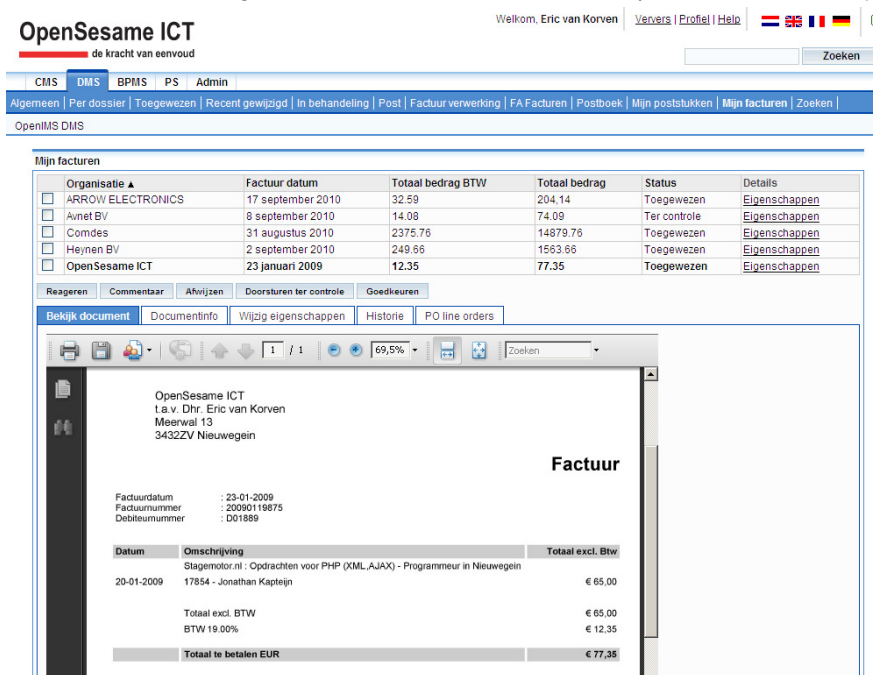 OpenSesame ICT
de kracht van eenvoud
Welkom, Eric van Korven
Ververs | Profiel | Help
Zoeken
CMS DMS BPMS PS Admin
Algemeen | Per dossier | Toegewezen | Recent gewijzigd | In behandeling | Post | Factuur verwerking | FA Facturen | Postboek | Mijn poststukken | Mijn facturen | Zoeken |
OpenIMS DMS
Mijn facturen
Organisatie ▲ Factuur datum Totaal bedrag BTW Totaal bedrag Status Details
ARROW ELECTRONICS 17 september 2010 32.59 204,14 Toegewezen Eigenschappen
Avnet BV 8 september 2010 14.08 74.09 Ter controle Eigenschappen
Comdes 31 augustus 2010 2375.76 14879.76 Toegewezen Eigenschappen
Heynen BV 2 september 2010 249.66 1563.66 Toegewezen Eigenschappen
OpenSesame ICT 23 januari 2009 12.35 77.35 Toegewezen Eigenschappen
Reageren Commentaar Afwijzen Doorsturen ter controle Goedkeuren
Bekijk document Documentinfo Wijzig eigenschappen Historie PO line orders
1 / 1 69,5% Zoeken
OpenSesame ICT
t.a.v. Dhr. Eric van Korven
Meerwal 13
3432ZV Nieuwegein
Factuur
Factuurdatum : 23-01-2009
Factuurnummer : 20090119875
Debiteurnummer : D01889
Datum Omschrijving Totaal excl. Btw
Stagemotor.nl : Opdrachten voor PHP (XML,AJAX) - Programmeur in Nieuwegein
20-01-2009 17854 - Jonathan Kapteijn € 65,00
Totaal excl. BTW € 65,00
BTW 19.00% € 12,35
Totaal te betalen EUR € 77,35